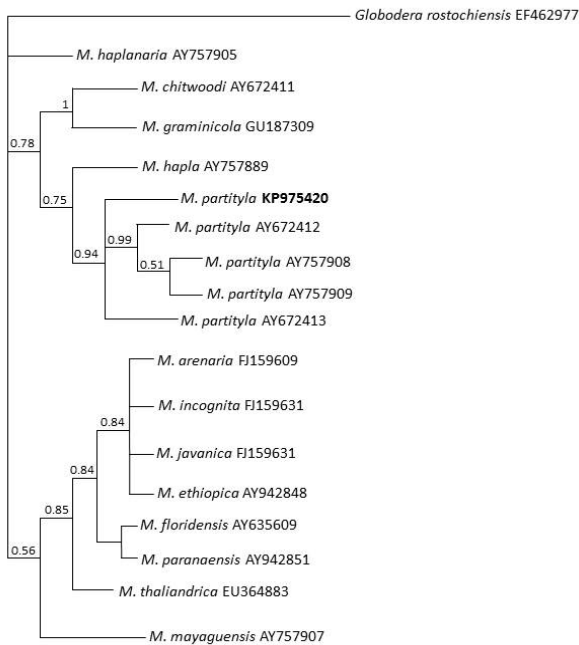 Globodera rostochiensis EF462977
M. haplanaria AY757905
M. chitwoodi AY672411
1
M. graminicola GU187309
0.78
M. hapla AY757889
0.75
M. partityla KP975420
M. partityla AY672412
0.99
0.94
M. partityla AY757908
0.51
M. partityla AY757909
M. partityla AY672413
M. arenaria FJ159609
M. incognita FJ159631
0.84
M. javanica FJ159631
0.84
M. ethiopica AY942848
0.85
M. floridensis AY635609
0.56
M. paranaensis AY942851
M. thaliandrica EU364883
M. mayaguensis AY757907